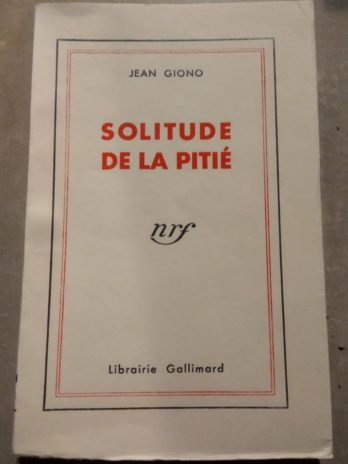 JEAN GIONO
SOLITUDE
DE LA PITIÉ
nrf
Librairie Gallimard